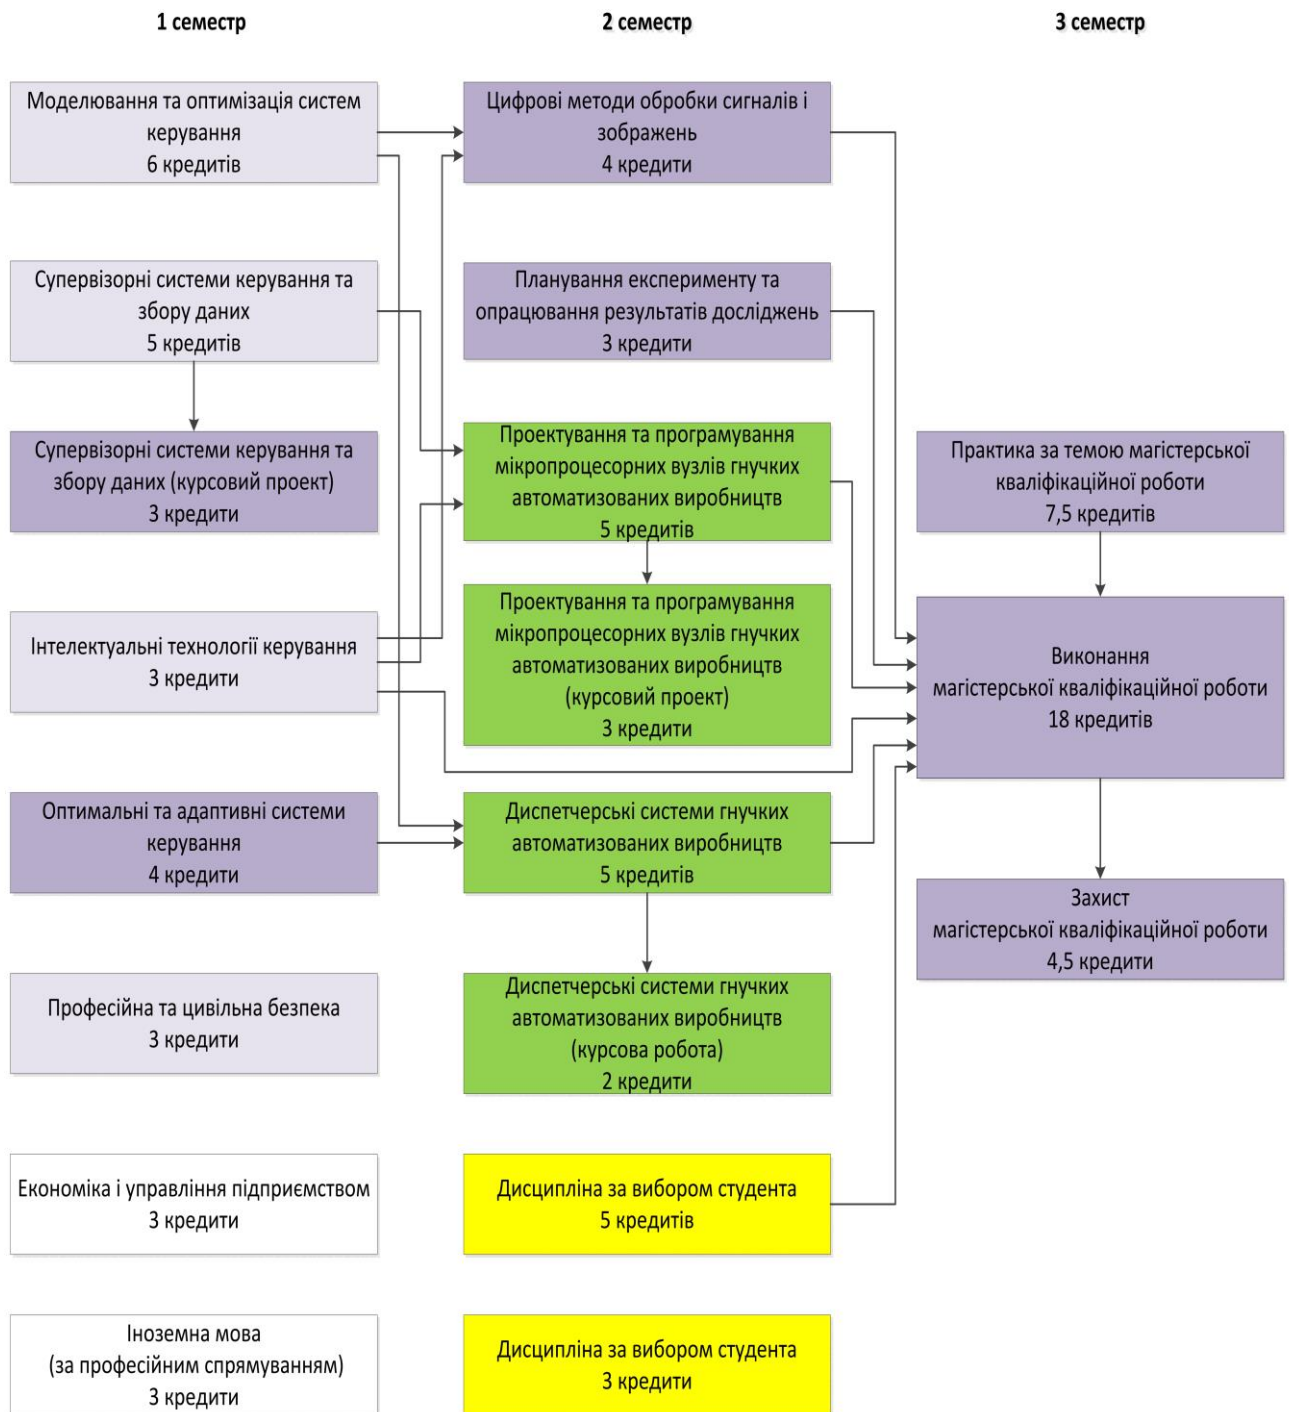 1 семестр
2 семестр
3 семестр
Моделювання та оптимізація систем
керування
6 кредитів
Супервізорні системи керування та
збору даних
5 кредитів
Супервізорні системи керування та
збору даних (курсовий проект)
3 кредити
Інтелектуальні технології керування
3 кредити
Оптимальні та адаптивні системи
керування
4 кредити
Професійна та цивільна безпека
3 кредити
Економіка і управління підприємством
3 кредити
Іноземна мова
(за професійним спрямуванням)
3 кредити
Цифрові методи обробки сигналів і
зображень
4 кредити
Планування експерименту та
опрацювання результатів досліджень
3 кредити
Проектування та програмування
мікропроцесорних вузлів гнучких
автоматизованих виробництв
5 кредитів
Проектування та програмування
мікропроцесорних вузлів гнучких
автоматизованих виробництв
(курсовий проект)
3 кредити
Диспетчерські системи гнучких
автоматизованих виробництв
5 кредитів
Диспетчерські системи гнучких
автоматизованих виробництв
(курсова робота)
2 кредити
Дисципліна за вибором студента
5 кредитів
Дисципліна за вибором студента
3 кредити
Практика за темою магістерської
кваліфікаційної роботи
7,5 кредитів
Виконання
магістерської кваліфікаційної роботи
18 кредитів
Захист
магістерської кваліфікаційної роботи
4,5 кредити